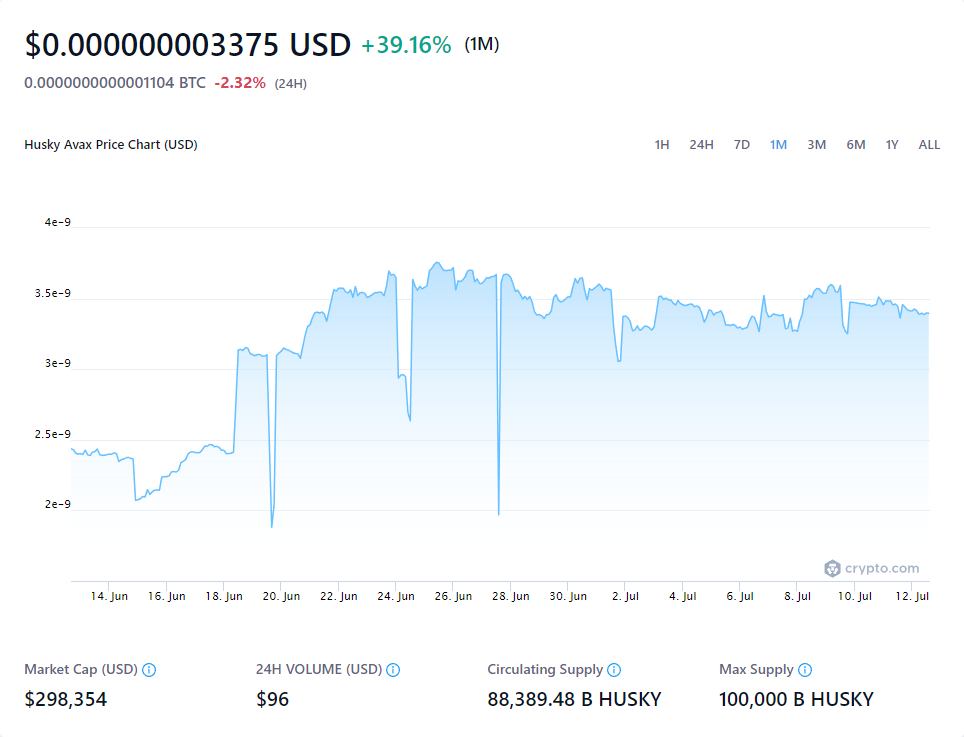 $0.000000003375 USD +39.16% (1M)
0.0000000000001104 BTC -2.32% (24H)
Husky Avax Price Chart (USD) 1H 24H 7D 1M 3M 6M 1Y ALL
4e-9
3.5e-9
3e-9
2.5e-9
2e-9
crypto.com
14. Jun 16. Jun 18. Jun 20. Jun 22. Jun 24. Jun 26. Jun 28. Jun 30. Jun 2. Jul 4. Jul 6. Jul 8. Jul 10. Jul 12. Jul
Market Cap (USD) 24H VOLUME (USD) Circulating Supply Max Supply
$298,354 $96 88,389.48 B HUSKY 100,000 B HUSKY